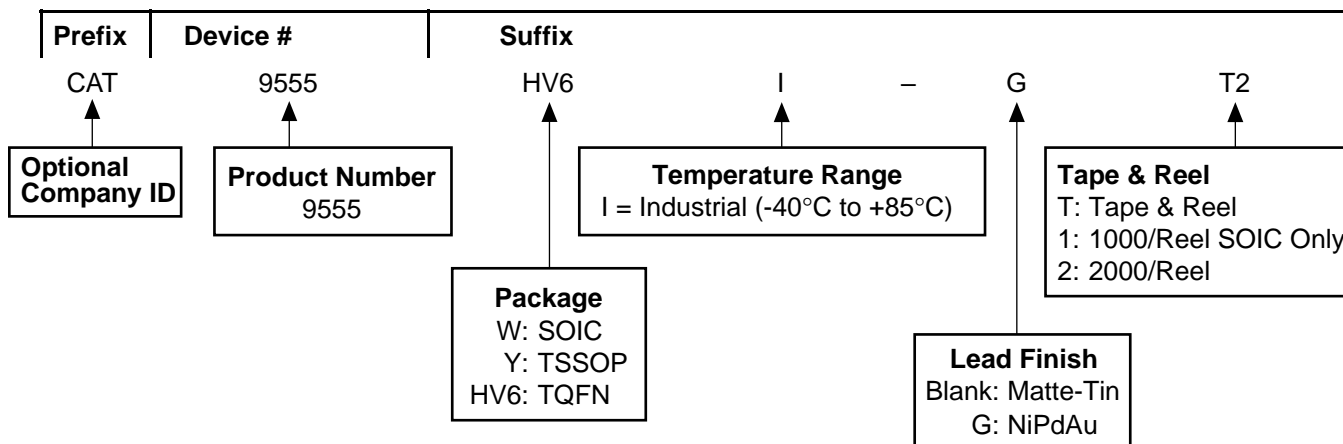 Prefix Device # Suffix
CAT 9555 HV6 I – G T2
Optional
Company ID
Product Number
9555
Temperature Range
I = Industrial (-40°C to +85°C)
Tape & Reel
T: Tape & Reel
1: 1000/Reel SOIC Only
2: 2000/Reel
Package
W: SOIC
Y: TSSOP
HV6: TQFN
Lead Finish
Blank: Matte-Tin
G: NiPdAu